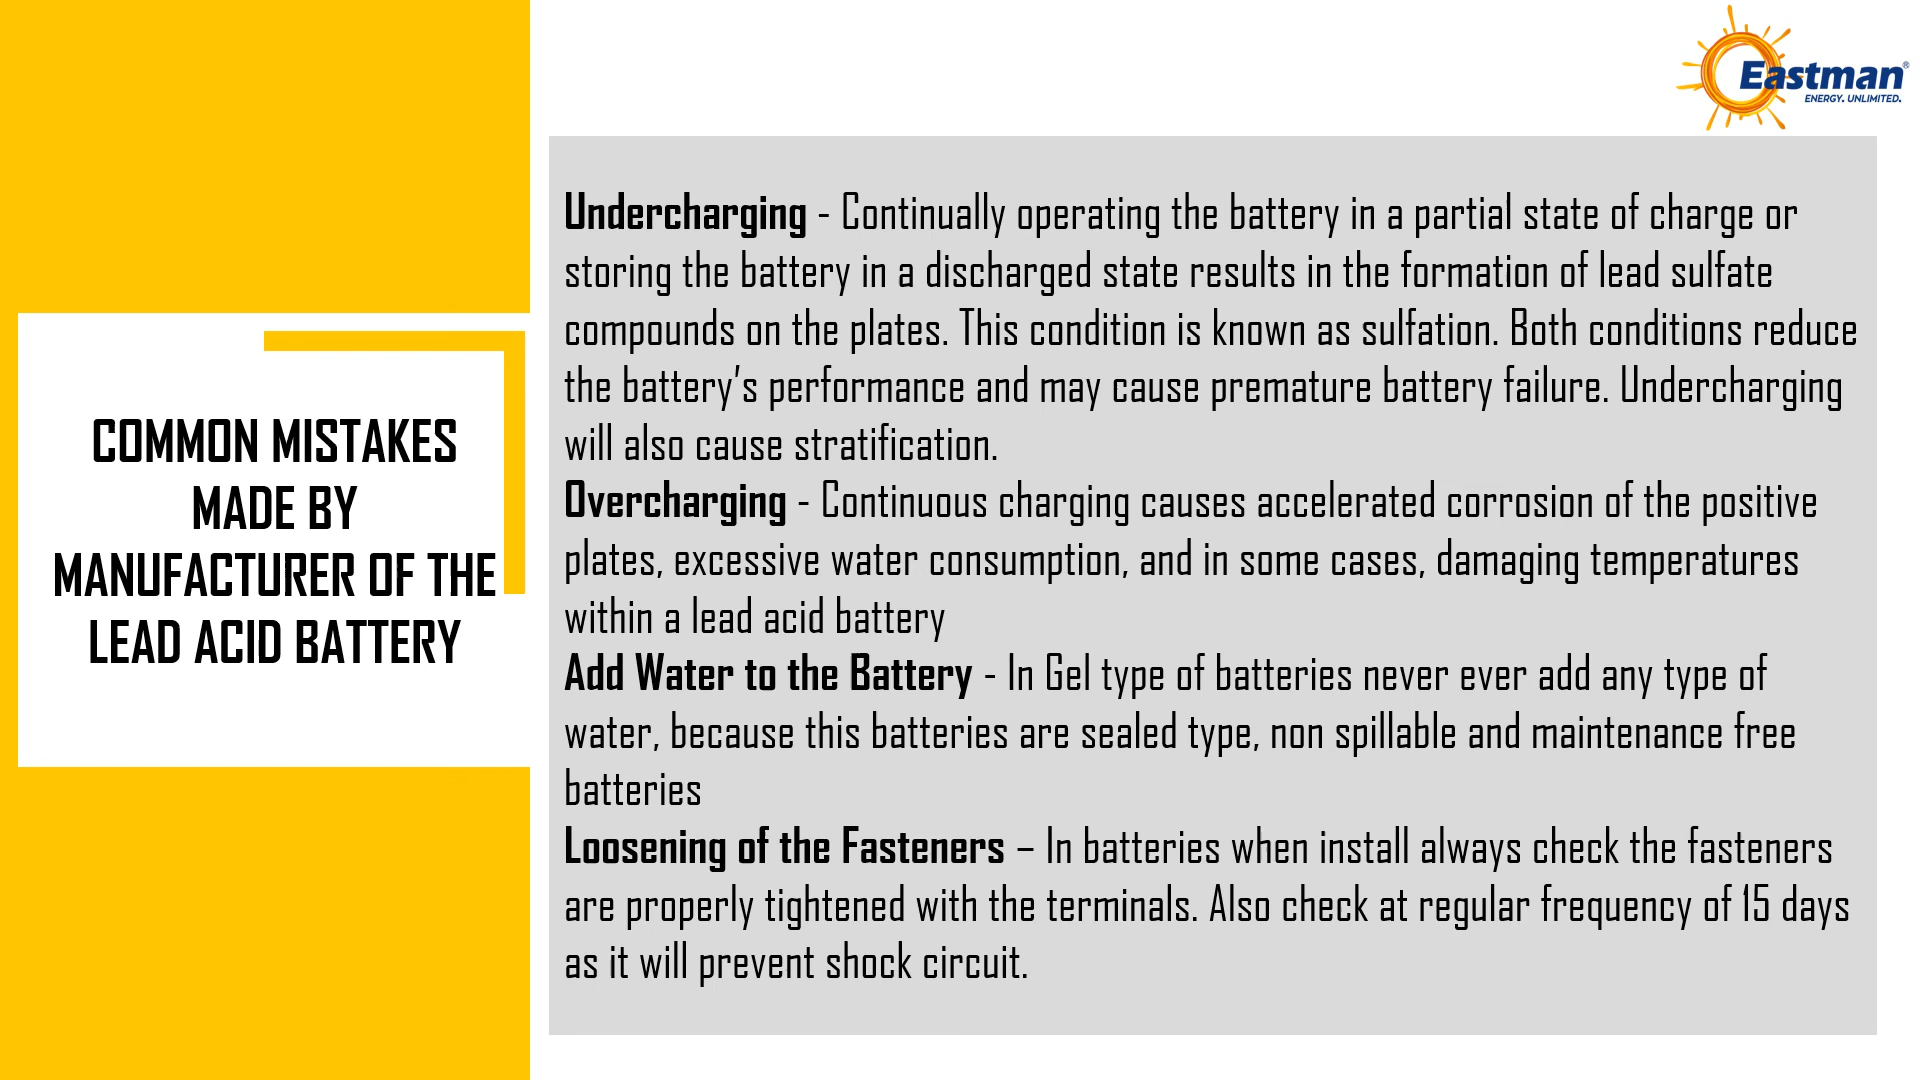 Eastman®
ENERGY. UNLIMITED.
COMMON MISTAKES
MADE BY
MANUFACTURER OF THE
LEAD ACID BATTERY
Undercharging - Continually operating the battery in a partial state of charge or
storing the battery in a discharged state results in the formation of lead sulfate
compounds on the plates. This condition is known as sulfation. Both conditions reduce
the battery’s performance and may cause premature battery failure. Undercharging
will also cause stratification.
Overcharging - Continuous charging causes accelerated corrosion of the positive
plates, excessive water consumption, and in some cases, damaging temperatures
within a lead acid battery
Add Water to the Battery - In Gel type of batteries never ever add any type of
water, because this batteries are sealed type, non spillable and maintenance free
batteries
Loosening of the Fasteners – In batteries when install always check the fasteners
are properly tightened with the terminals. Also check at regular frequency of 15 days
as it will prevent shock circuit.